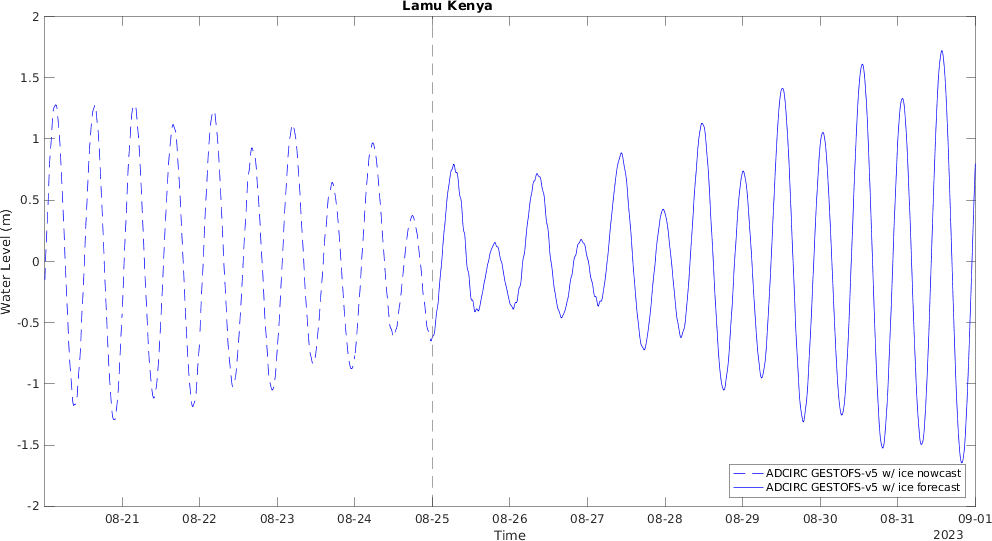 Lamu Kenya
2
1.5
1
0.5
0
-0.5
-1
-1.5
-2
Water Level (m)
ADCIRC GESTOFS-v5 w/ ice nowcast
ADCIRC GESTOFS-v5 w/ ice forecast
08-21 08-22 08-23 08-24 08-25 08-26 08-27 08-28 08-29 08-30 08-31 09-01
Time
2023